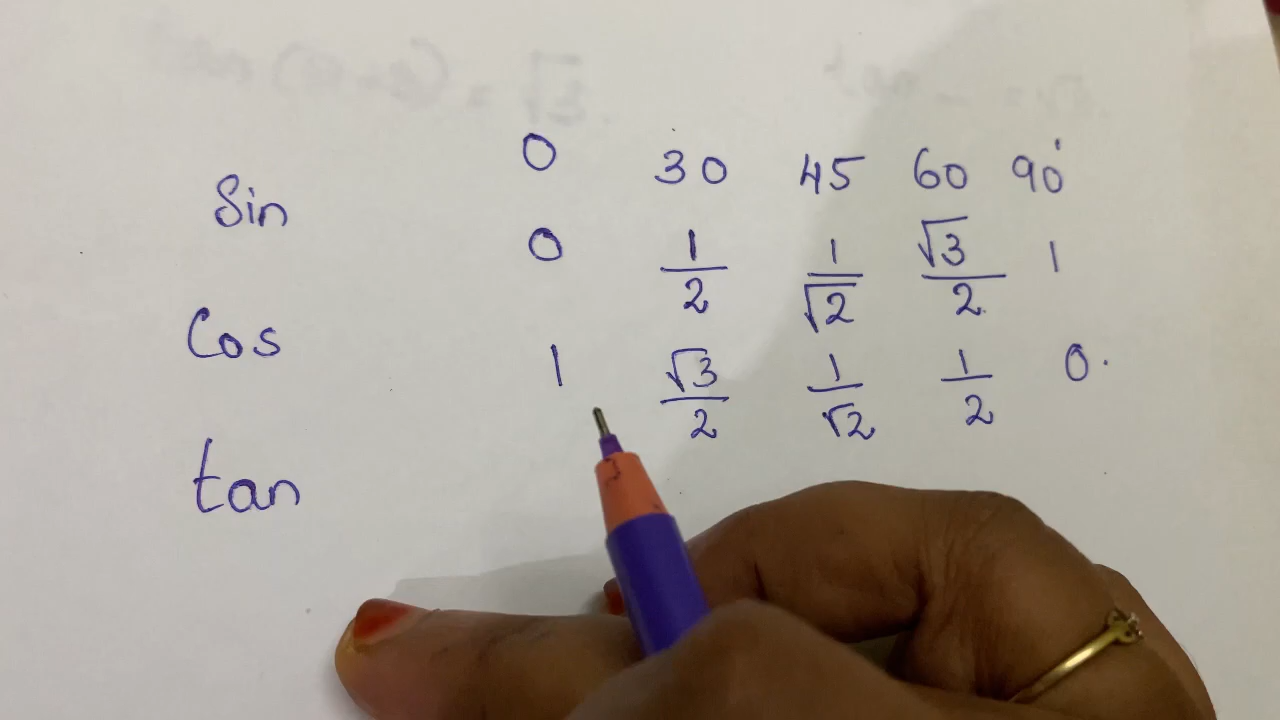 0 30 45 60 90°
Sin 0 1/2 1/√2 √3/2 1
Cos 1 √3/2 1/√2 1/2 0.
tan